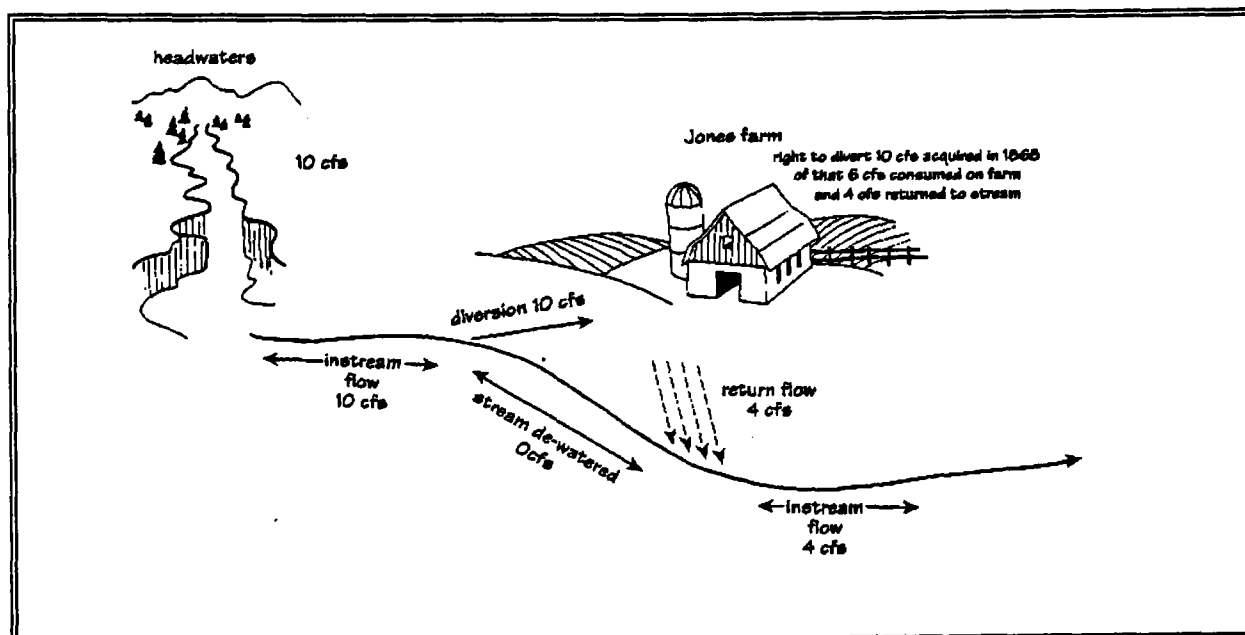 headwaters
10 cfs
Jones farm
right to divert 10 cfs acquired in 1868
of that 6 cfs consumed on farm
and 4 cfs returned to stream
diversion 10 cfs
instream
flow
10 cfs
stream de-watered
0cfs
return flow
4 cfs
instream
flow
4 cfs